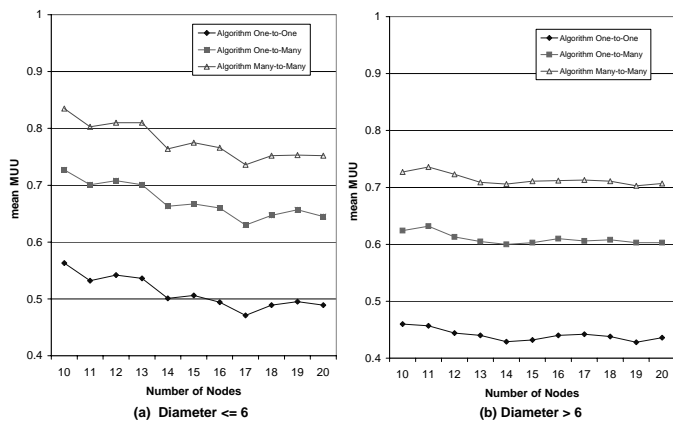 1
0.9
0.8
0.7
0.6
0.5
0.4
mean MUU
Algorithm One-to-One
Algorithm One-to-Many
Algorithm Many-to-Many
10 11 12 13 14 15 16 17 18 19 20
Number of Nodes
(a) Diameter <= 6
1
0.9
0.8
0.7
0.6
0.5
0.4
mean MUU
Algorithm One-to-One
Algorithm One-to-Many
Algorithm Many-to-Many
10 11 12 13 14 15 16 17 18 19 20
Number of Nodes
(b) Diameter > 6